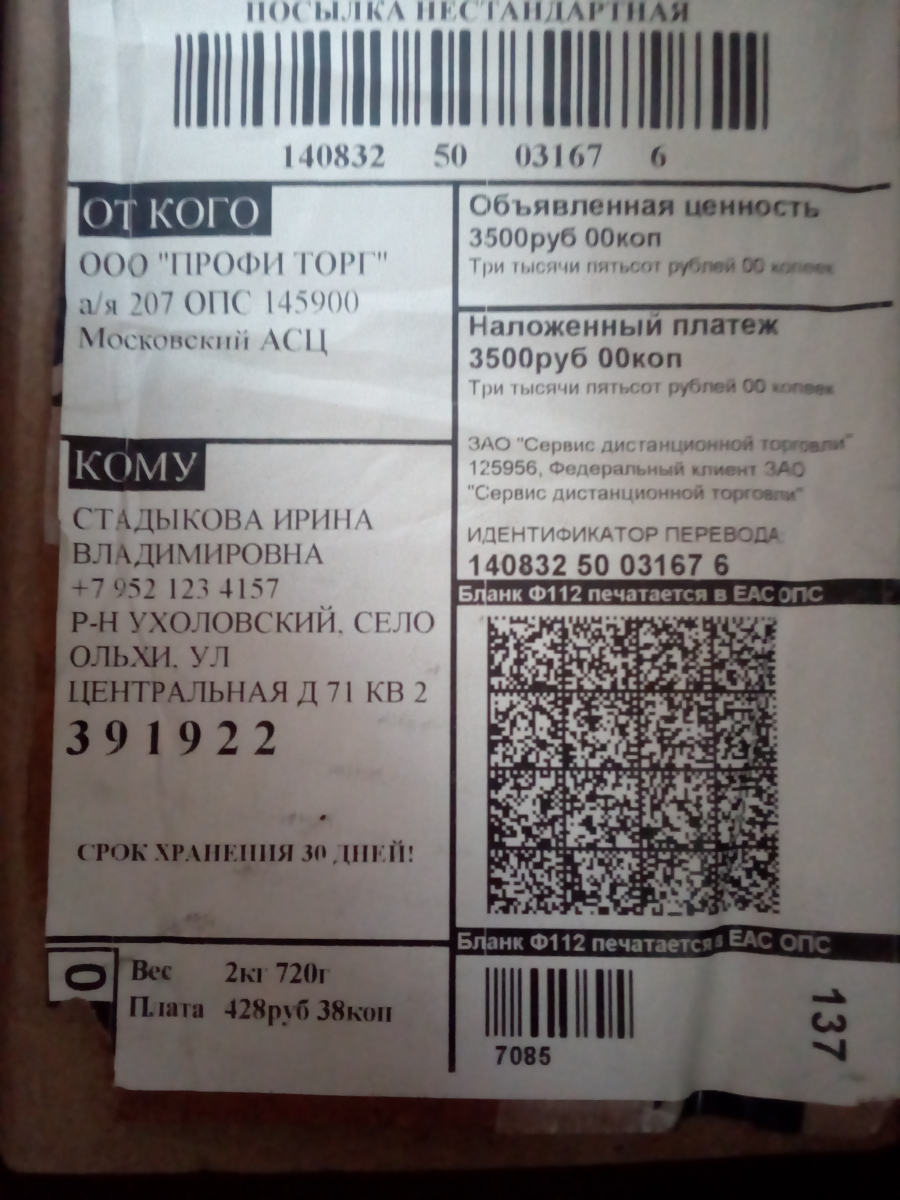 ПОСЫЛКА НЕСТАНДАРТНАЯ
140832 50 03167 6
ОТ КОГО
ООО "ПРОФИ ТОРГ"
а/я 207 ОПС 145900
Московский АСЦ
Объявленная ценность
3500руб 00коп
Три тысячи пятьсот рублей 00 копеек
Наложенный платеж
3500руб 00коп
Три тысячи пятьсот рублей 00 копеек
ЗАО "Сервис дистанционной торговли"
125956, Федеральный клиент ЗАО
"Сервис дистанционной торговли"
ИДЕНТИФИКАТОР ПЕРЕВОДА:
140832 50 03167 6
Бланк Ф112 печатается в ЕАС ОПС
КОМУ
СТАДЫКОВА ИРИНА
ВЛАДИМИРОВНА
+7 952 123 4157
Р-Н УХОЛОВСКИЙ, СЕЛО
ОЛЬХИ, УЛ
ЦЕНТРАЛЬНАЯ Д 71 КВ 2
391922
СРОК ХРАНЕНИЯ 30 ДНЕЙ!
Бланк Ф112 печатается в ЕАС ОПС
О
Вес 2кг 720г
Плата 428руб 38коп
7085
137